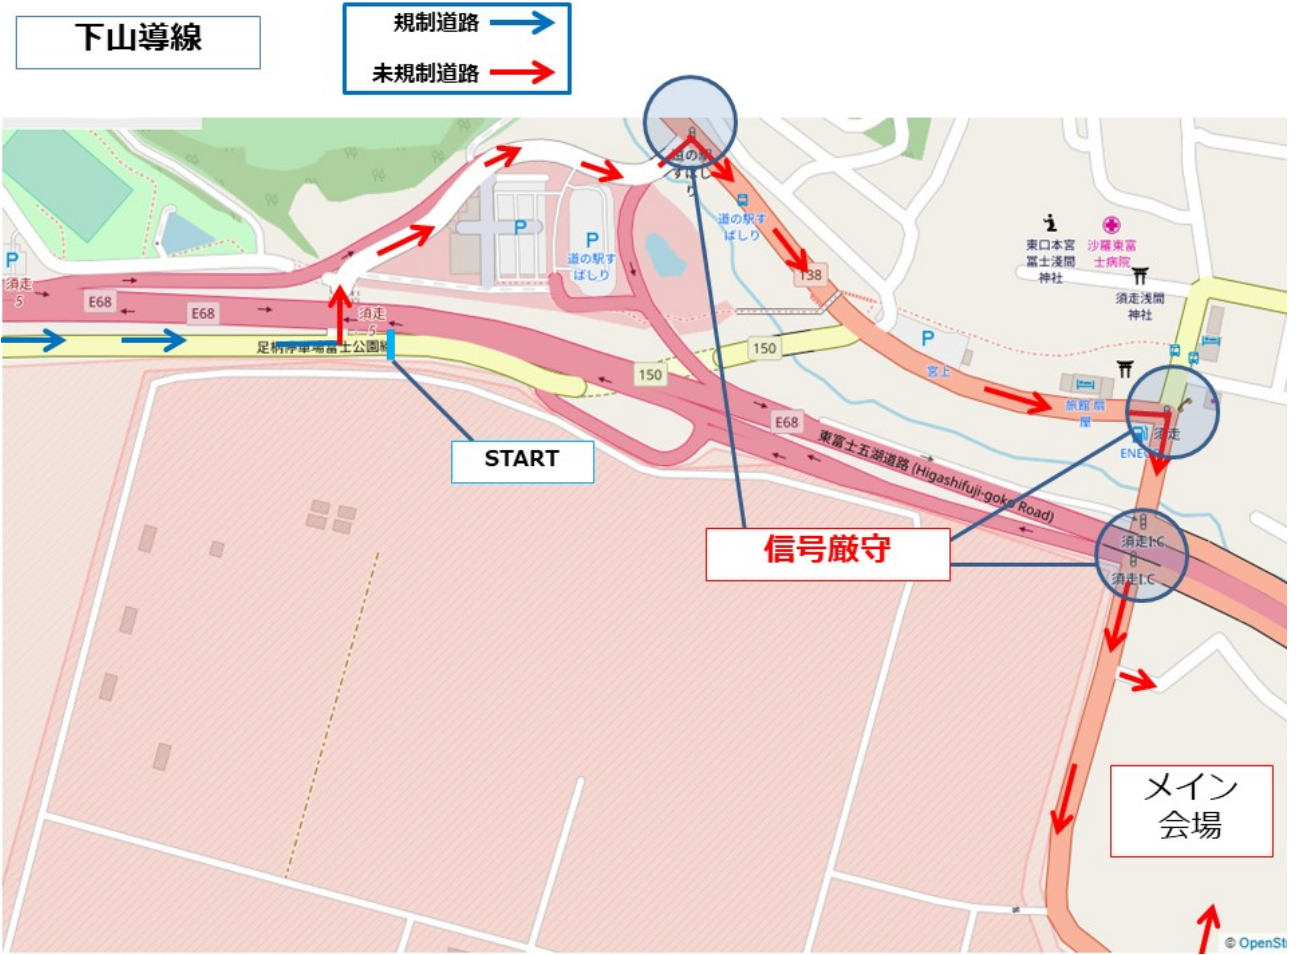 下山導線
規制道路
未規制道路
道の駅
すばし
り
P
道の駅す
ばしり
P
P
道の駅す
ばしり
138
東口本宮
冨士浅間
神社
沙羅東富
士病院
須走浅間
神社
P
須走
5
E68
E68
須走
5
足柄停車場富士公園線
150
150
P
宮上
旅館 扇
屋
須走
ENEOS
E68
東富士五湖道路 (Higashifuji-goko Road)
START
信号厳守
須走I.C
須走I.C
メイン
会場
© OpenSt